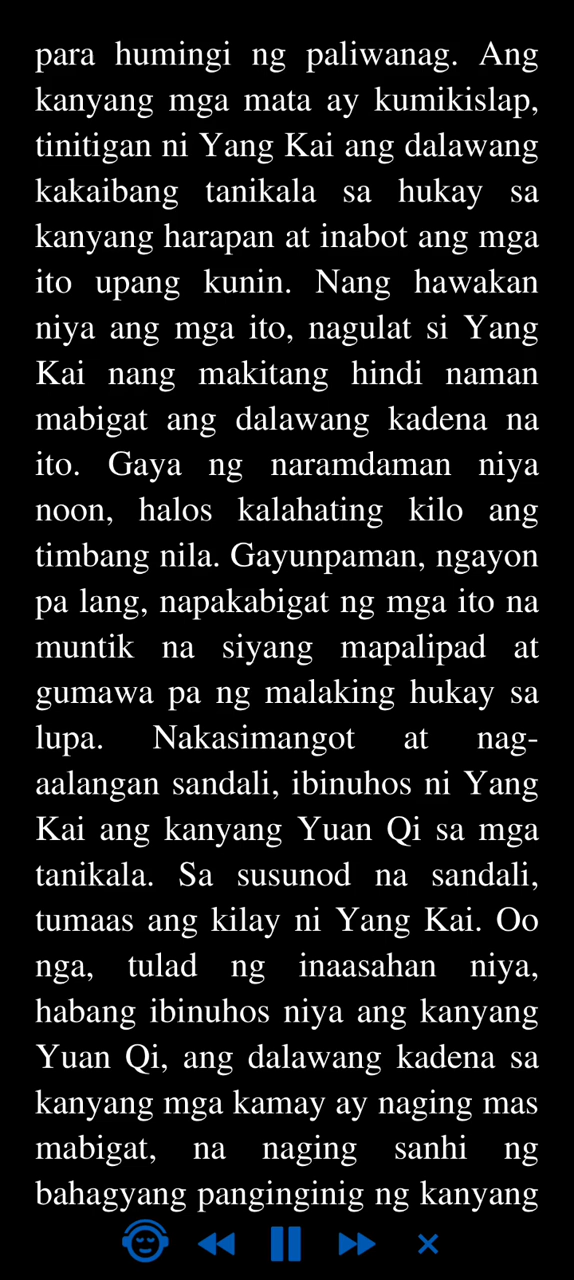 para humingi ng paliwanag. Ang
kanyang mga mata ay kumikislap,
tinitigan ni Yang Kai ang dalawang
kakaibang tanikala sa hukay sa
kanyang harapan at inabot ang mga
ito upang kunin. Nang hawakan
niya ang mga ito, nagulat si Yang
Kai nang makitang hindi naman
mabigat ang dalawang kadena na
ito. Gaya ng naramdaman niya
noon, halos kalahating kilo ang
timbang nila. Gayunpaman, ngayon
pa lang, napakabigat ng mga ito na
muntik na siyang mapalipad at
gumawa pa ng malaking hukay sa
lupa. Nakasimangot at nag-
aalangan sandali, ibinuhos ni Yang
Kai ang kanyang Yuan Qi sa mga
tanikala. Sa susunod na sandali,
tumaas ang kilay ni Yang Kai. Oo
nga, tulad ng inaasahan niya,
habang ibinuhos niya ang kanyang
Yuan Qi, ang dalawang kadena sa
kanyang mga kamay ay naging mas
mabigat, na naging sanhi ng
bahagyang panginginig ng kanyang